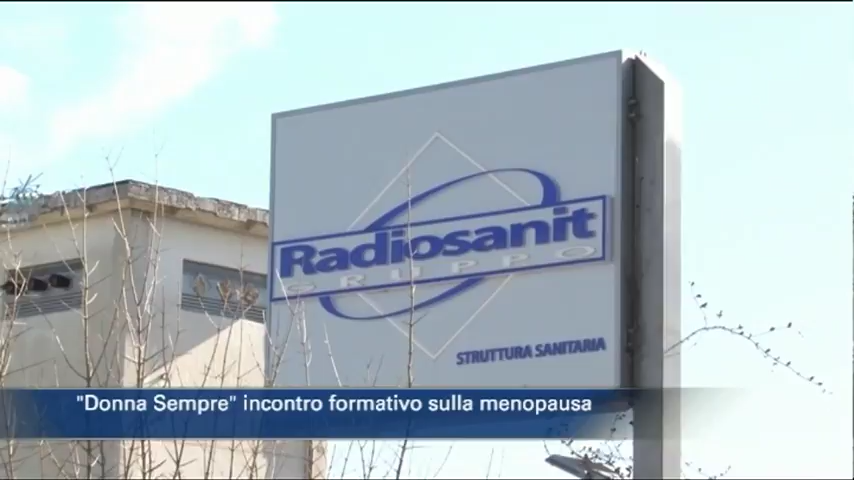 Radiosanit
GRUPPO
STRUTTURA SANITARIA
"Donna Sempre" incontro formativo sulla menopausa